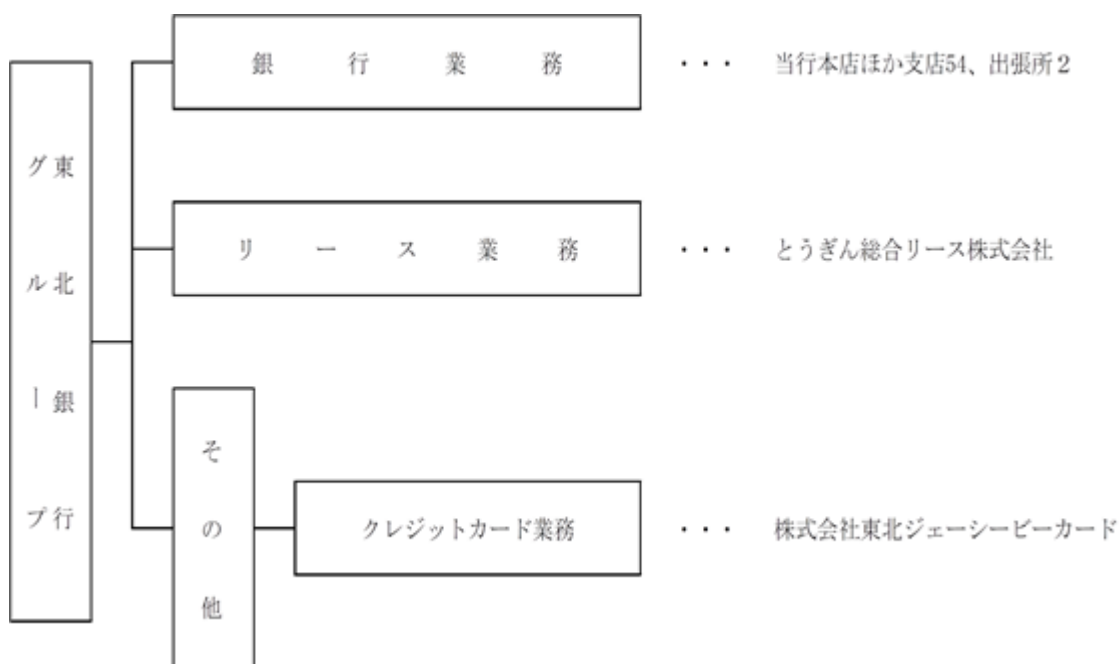 東北銀行
グループ
銀行業務 ・・・ 当行本店ほか支店54、出張所２
リース業務 ・・・ とうぎん総合リース株式会社
その他
クレジットカード業務 ・・・ 株式会社東北ジェーシービーカード